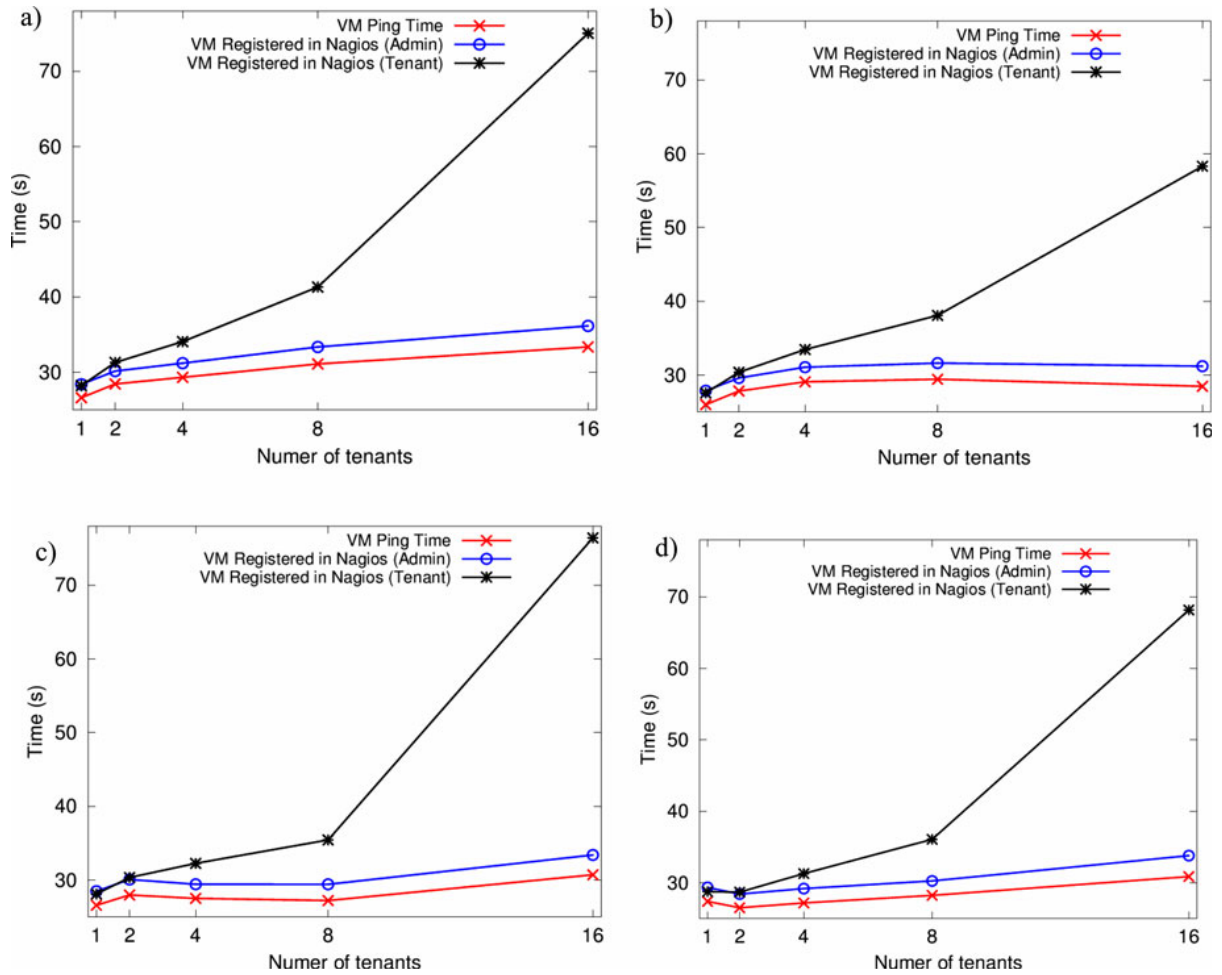 a)
VM Ping Time
VM Registered in Nagios (Admin)
VM Registered in Nagios (Tenant)
70
60
50
40
30
Time (s)
1 2 4 8 16
Numer of tenants
b)
VM Ping Time
VM Registered in Nagios (Admin)
VM Registered in Nagios (Tenant)
70
60
50
40
30
Time (s)
1 2 4 8 16
Numer of tenants
c)
VM Ping Time
VM Registered in Nagios (Admin)
VM Registered in Nagios (Tenant)
70
60
50
40
30
Time (s)
1 2 4 8 16
Numer of tenants
d)
VM Ping Time
VM Registered in Nagios (Admin)
VM Registered in Nagios (Tenant)
70
60
50
40
30
Time (s)
1 2 4 8 16
Numer of tenants